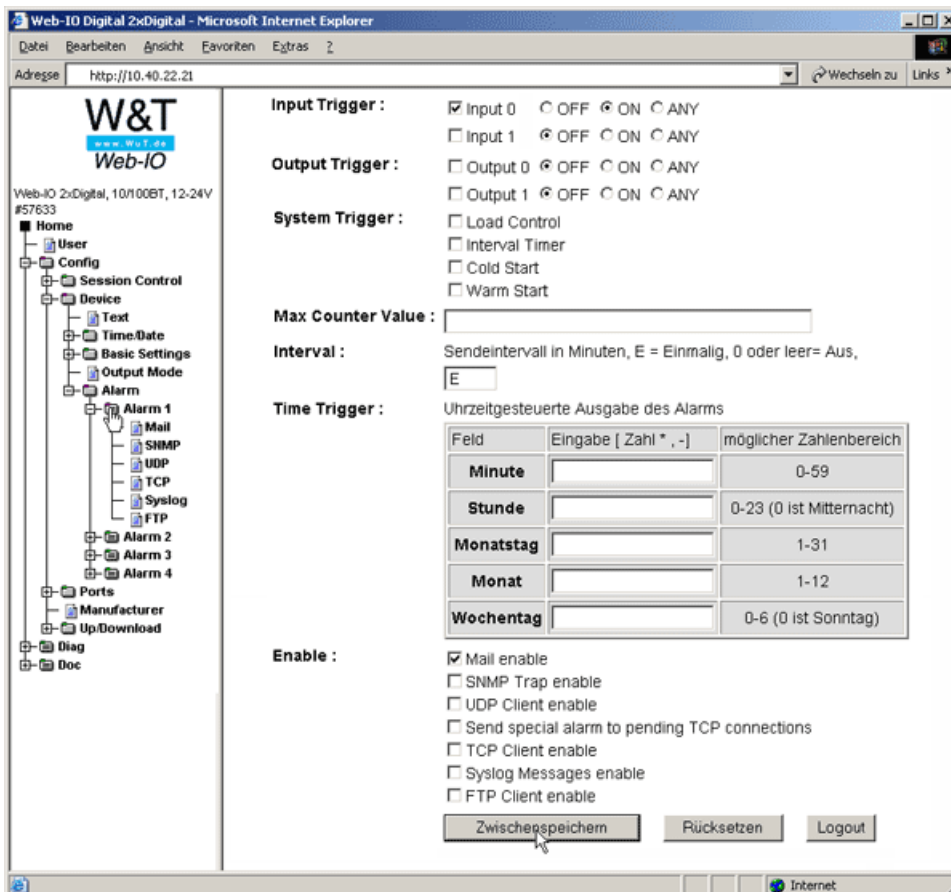 Web-IO Digital 2xDigital - Microsoft Internet Explorer
Datei Bearbeiten Ansicht Favoriten Extras ?
Adresse http://10.40.22.21 Wechseln zu Links
W&T
www.WuT.de
Web-IO
Web-IO 2xDigital, 10/100BT, 12-24V
#57633
Home
User
Config
Session Control
Device
Text
Time/Date
Basic Settings
Output Mode
Alarm
Alarm 1
Mail
SNMP
UDP
TCP
Syslog
FTP
Alarm 2
Alarm 3
Alarm 4
Ports
Manufacturer
Up/Download
Diag
Doc
Input Trigger : Input 0 OFF ON ANY
Input 1 OFF ON ANY
Output Trigger : Output 0 OFF ON ANY
Output 1 OFF ON ANY
System Trigger : Load Control
Interval Timer
Cold Start
Warm Start
Max Counter Value :
Interval : Sendeintervall in Minuten, E = Einmalig, 0 oder leer= Aus,
E
Time Trigger : Uhrzeitgesteuerte Ausgabe des Alarms
Feld Eingabe [ Zahl * , -] möglicher Zahlenbereich
Minute 0-59
Stunde 0-23 (0 ist Mitternacht)
Monatstag 1-31
Monat 1-12
Wochentag 0-6 (0 ist Sonntag)
Enable : Mail enable
SNMP Trap enable
UDP Client enable
Send special alarm to pending TCP connections
TCP Client enable
Syslog Messages enable
FTP Client enable
Zwischenspeichern Rücksetzen Logout
Internet